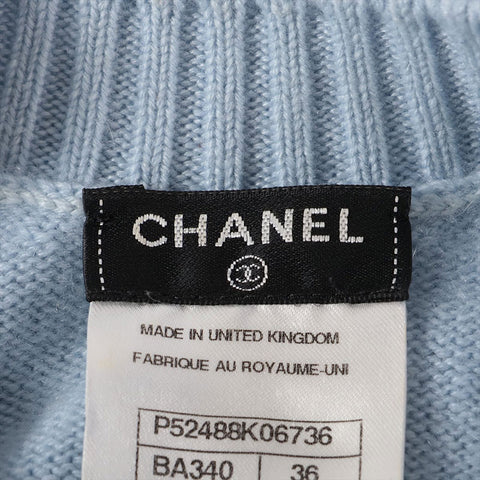 CHANEL
MADE IN UNITED KINGDOM
FABRIQUE AU ROYAUME-UNI
P52488K06736
BA340 36